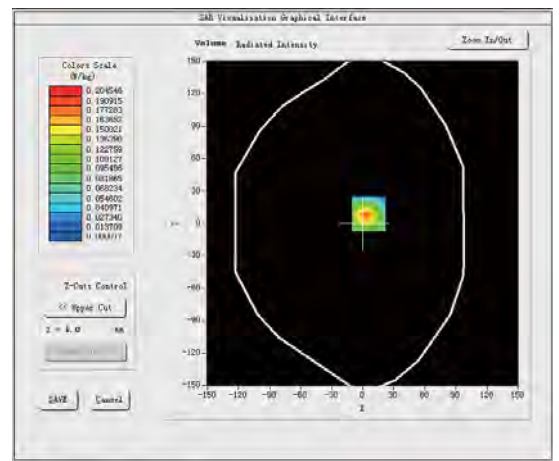 SAR Visualisation Graphical Interface
Volume Radiated Intensity
Zoom In/Out
Colors Scale
(W/kg)
0.204546
0.190915
0.177283
0.163652
0.150021
0.136390
0.122759
0.109127
0.095496
0.081865
0.068234
0.054602
0.040971
0.027340
0.013709
150
120
90
60
30
0
-30
-60
-90
-120
-150
-150 -120 -90 -60 -30 0 30 60 90 120 150
X
Z-Cuts Control
<< Upper Cut
SAVE
Cancel